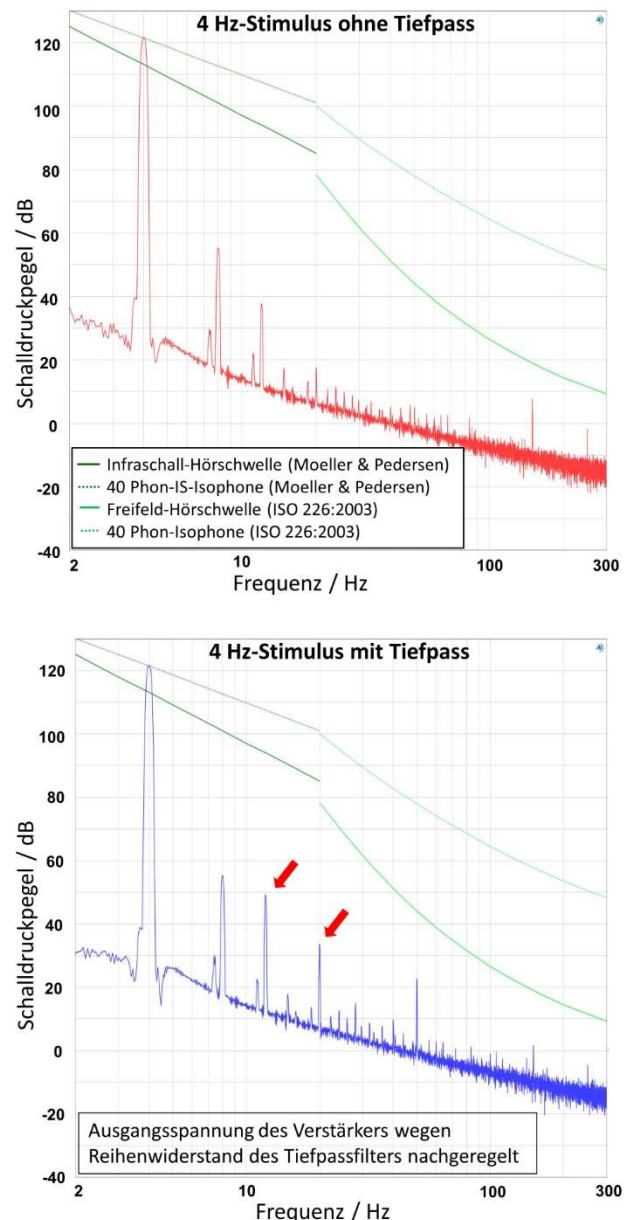 4 Hz-Stimulus ohne Tiefpass
120
100
80
60
40
20
0
-20
-40
Schalldruckpegel / dB
Infraschall-Hörschwelle (Moeller & Pedersen)
40 Phon-IS-Isophone (Moeller & Pedersen)
Freifeld-Hörschwelle (ISO 226:2003)
40 Phon-Isophone (ISO 226:2003)
2 10 100 300
Frequenz / Hz
4 Hz-Stimulus mit Tiefpass
120
100
80
60
40
20
0
-20
-40
Schalldruckpegel / dB
Ausgangsspannung des Verstärkers wegen
Reihenwiderstand des Tiefpassfilters nachgeregelt
2 10 100 300
Frequenz / Hz